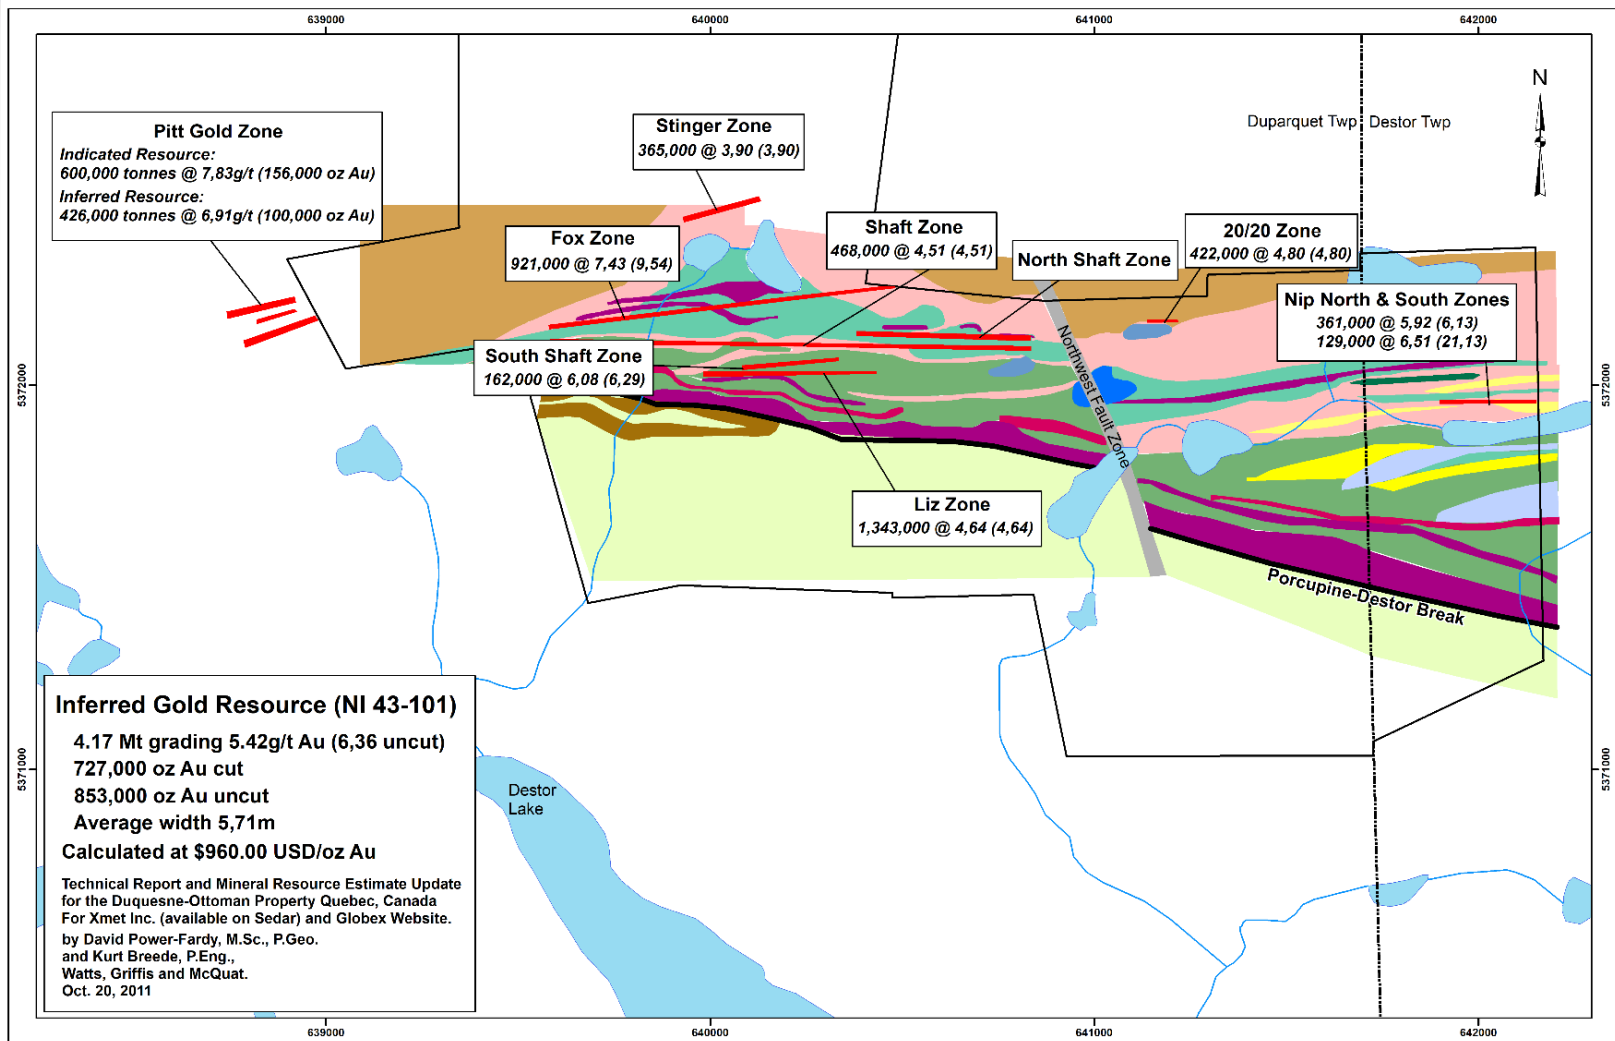 639000
640000
641000
642000
N
Duparquet Twp
Destor Twp
Pitt Gold Zone
Indicated Resource:
600,000 tonnes @ 7,83g/t (156,000 oz Au)
Inferred Resource:
426,000 tonnes @ 6,91g/t (100,000 oz Au)
Stinger Zone
365,000 @ 3,90 (3,90)
Fox Zone
921,000 @ 7,43 (9,54)
Shaft Zone
468,000 @ 4,51 (4,51)
North Shaft Zone
20/20 Zone
422,000 @ 4,80 (4,80)
Nip North & South Zones
361,000 @ 5,92 (6,13)
129,000 @ 6,51 (21,13)
South Shaft Zone
162,000 @ 6,08 (6,29)
Northwest Fault Zone
5372000
5372000
Liz Zone
1,343,000 @ 4,64 (4,64)
Porcupine-Destor Break
Inferred Gold Resource (NI 43-101)
4.17 Mt grading 5.42g/t Au (6,36 uncut)
727,000 oz Au cut
853,000 oz Au uncut
Average width 5,71m
Calculated at $960.00 USD/oz Au
Technical Report and Mineral Resource Estimate Update
for the Duquesne-Ottoman Property Quebec, Canada
For Xmet Inc. (available on Sedar) and Globex Website.
by David Power-Fardy, M.Sc., P.Geo.
and Kurt Breede, P.Eng.,
Watts, Griffis and McQuat.
Oct. 20, 2011
Destor
Lake
5371000
5371000
639000
640000
641000
642000